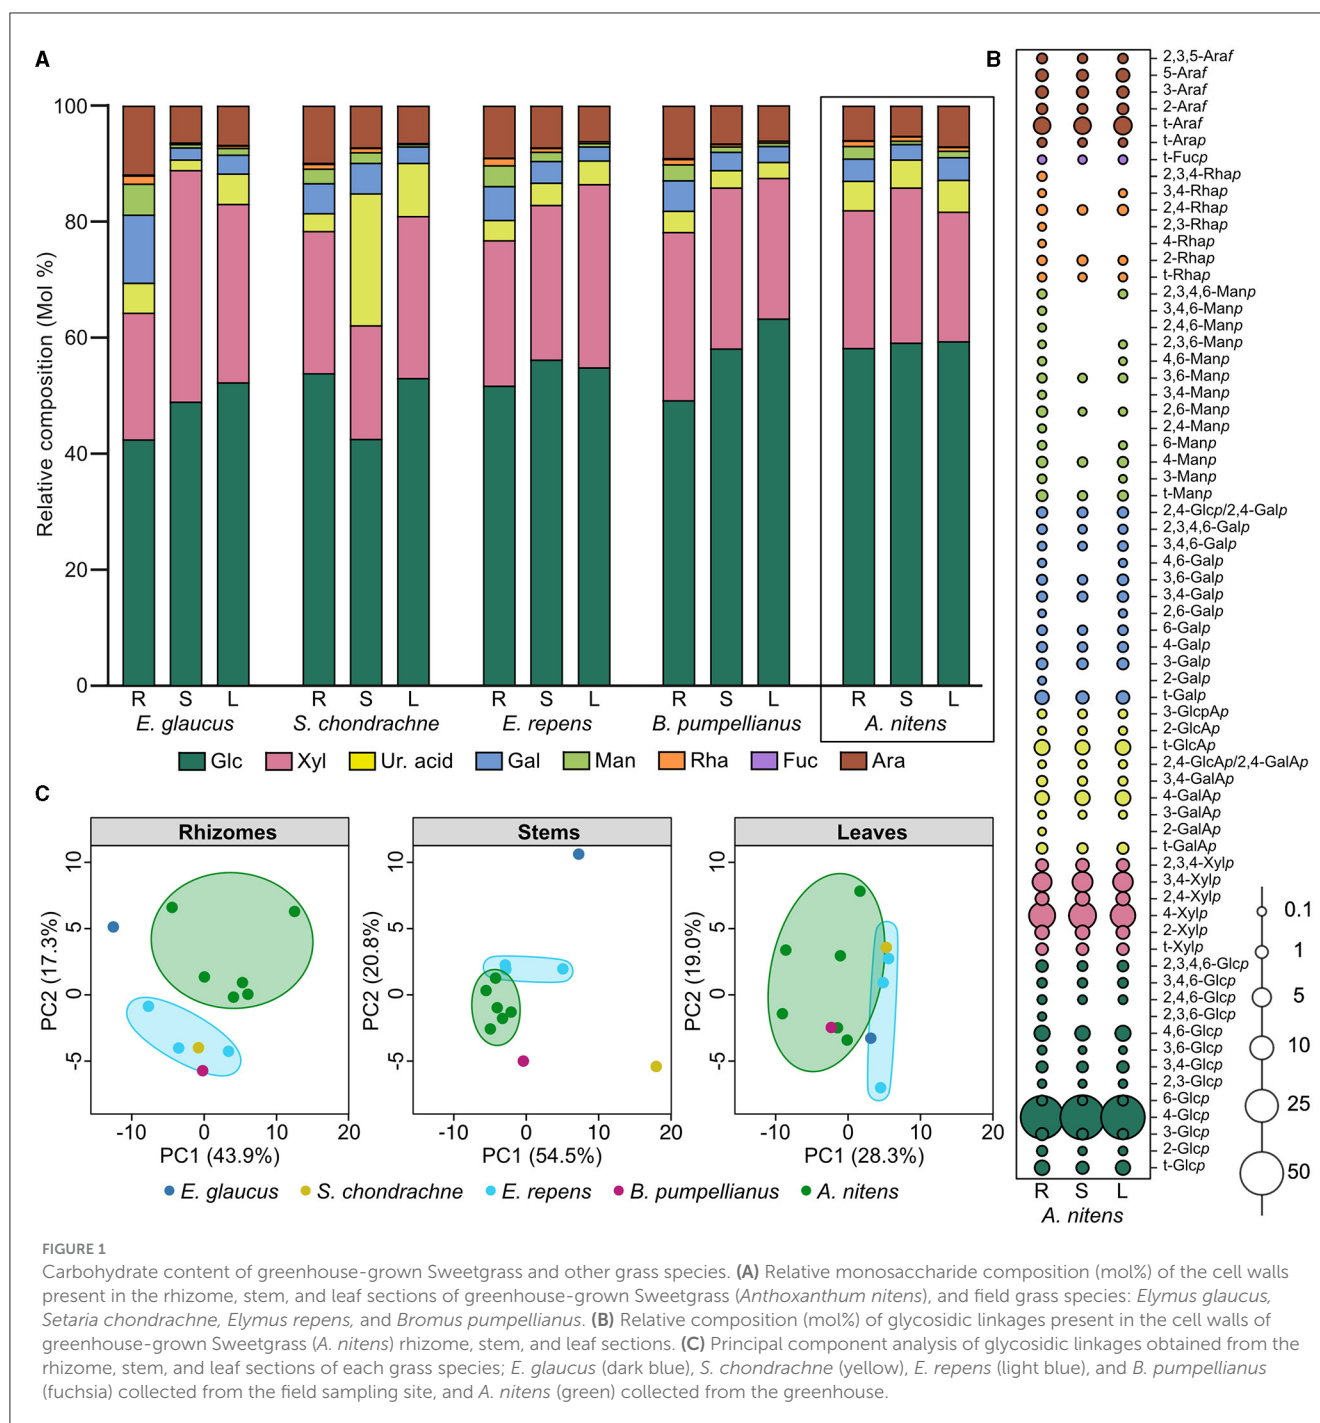 A
B
100
80
60
40
20
0
Relative composition (Mol %)
R S L R S L R S L R S L R S L
E. glaucus S. chondrachne E. repens B. pumpellianus A. nitens
Glc Xyl Ur. acid Gal Man Rha Fuc Ara
2,3,5-Araf
5-Araf
3-Araf
2-Araf
t-Araf
t-Arap
t-Fucp
2,3,4-Rhap
3,4-Rhap
2,4-Rhap
2,3-Rhap
4-Rhap
2-Rhap
t-Rhap
2,3,4,6-Manp
3,4,6-Manp
2,4,6-Manp
2,3,6-Manp
4,6-Manp
3,6-Manp
3,4-Manp
2,6-Manp
2,4-Manp
6-Manp
4-Manp
3-Manp
t-Manp
2,4-Glcp/2,4-Galp
2,3,4,6-Galp
3,4,6-Galp
4,6-Galp
3,6-Galp
3,4-Galp
2,6-Galp
6-Galp
4-Galp
3-Galp
2-Galp
t-Galp
3-GlcpAp
2-GlcAp
t-GlcAp
2,4-GlcAp/2,4-GalAp
3,4-GalAp
4-GalAp
3-GalAp
2-GalAp
t-GalAp
2,3,4-Xylp
3,4-Xylp
2,4-Xylp
4-Xylp
2-Xylp
t-Xylp
2,3,4,6-Glcp
3,4,6-Glcp
2,4,6-Glcp
2,3,6-Glcp
4,6-Glcp
3,6-Glcp
3,4-Glcp
2,3-Glcp
6-Glcp
4-Glcp
3-Glcp
2-Glcp
t-Glcp
R S L
A. nitens
0.1
1
5
10
25
50
C
Rhizomes
10
5
0
-5
PC2 (17.3%)
-10 0 10 20
PC1 (43.9%)
Stems
10
5
0
-5
PC2 (20.8%)
-10 0 10 20
PC1 (54.5%)
Leaves
10
5
0
-5
PC2 (19.0%)
-10 0 10 20
PC1 (28.3%)
E. glaucus S. chondrachne E. repens B. pumpellianus A. nitens
FIGURE 1
Carbohydrate content of greenhouse-grown Sweetgrass and other grass species. (A) Relative monosaccharide composition (mol%) of the cell walls
present in the rhizome, stem, and leaf sections of greenhouse-grown Sweetgrass (Anthoxanthum nitens), and field grass species: Elymus glaucus,
Setaria chondrachne, Elymus repens, and Bromus pumpellianus. (B) Relative composition (mol%) of glycosidic linkages present in the cell walls of
greenhouse-grown Sweetgrass (A. nitens) rhizome, stem, and leaf sections. (C) Principal component analysis of glycosidic linkages obtained from the
rhizome, stem, and leaf sections of each grass species; E. glaucus (dark blue), S. chondrachne (yellow), E. repens (light blue), and B. pumpellianus
(fuchsia) collected from the field sampling site, and A. nitens (green) collected from the greenhouse.